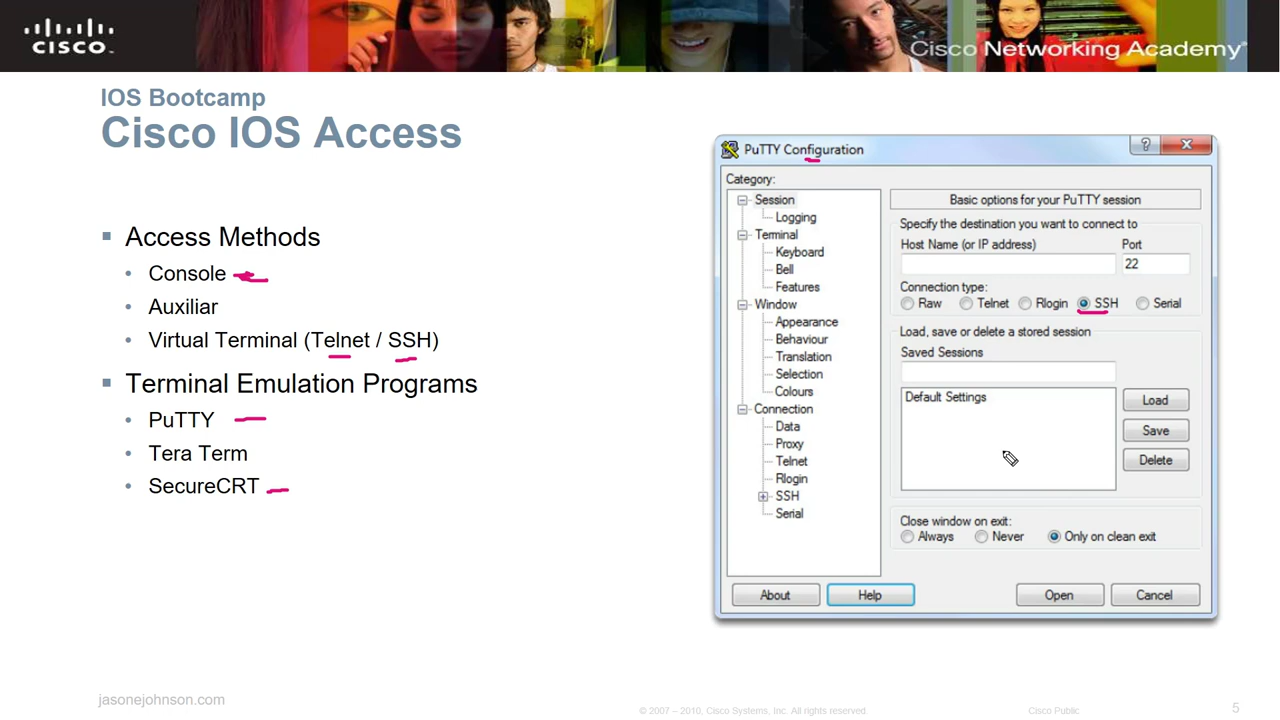 CISCO
Cisco Networking Academy
IOS Bootcamp
Cisco IOS Access
Access Methods
Console
Auxiliar
Virtual Terminal (Telnet / SSH)
Terminal Emulation Programs
PuTTY
Tera Term
SecureCRT
PuTTY Configuration
?
Category:
Session
Logging
Terminal
Keyboard
Bell
Features
Window
Appearance
Behaviour
Translation
Selection
Colours
Connection
Data
Proxy
Telnet
Rlogin
SSH
Serial
Basic options for your PuTTY session
Specify the destination you want to connect to
Host Name (or IP address) Port
22
Connection type:
Raw Telnet Rlogin SSH Serial
Load, save or delete a stored session
Saved Sessions
Default Settings
Load
Save
Delete
Close window on exit:
Always Never Only on clean exit
About Help Open Cancel
jasonejohnson.com
© 2007 – 2010, Cisco Systems, Inc. All rights reserved. Cisco Public 5